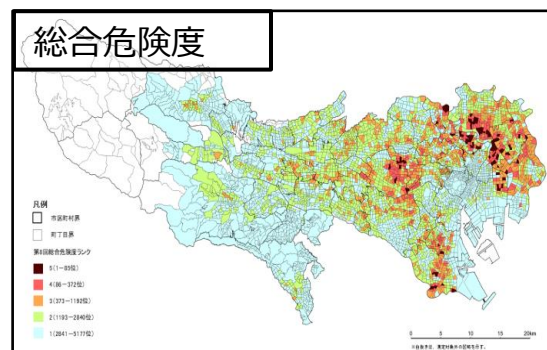 総合危険度
凡例
市区町村界
町丁目界
第8回総合危険度ランク
5(1-85位)
4(86-372位)
3(373-1192位)
2(1193-2840位)
1(2841-5177位)
0 5 10 15 20km